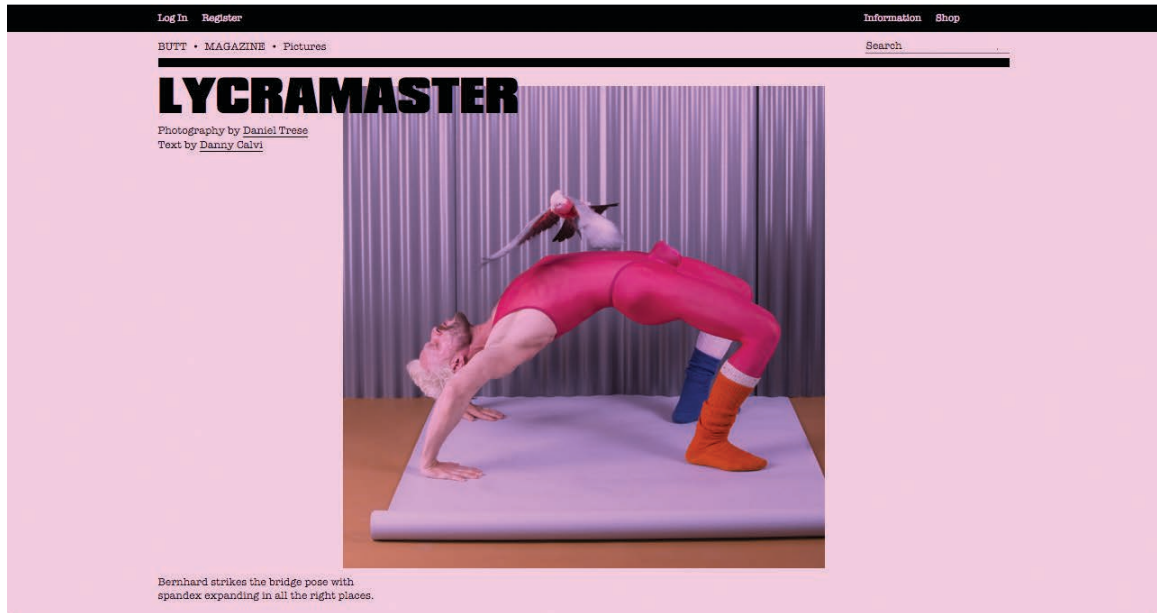 Log In Register Information Shop
BUTT • MAGAZINE • Pictures Search
LYCRAMASTER
Photography by Daniel Trese
Text by Danny Calvi
Bernhard strikes the bridge pose with
spandex expanding in all the right places.